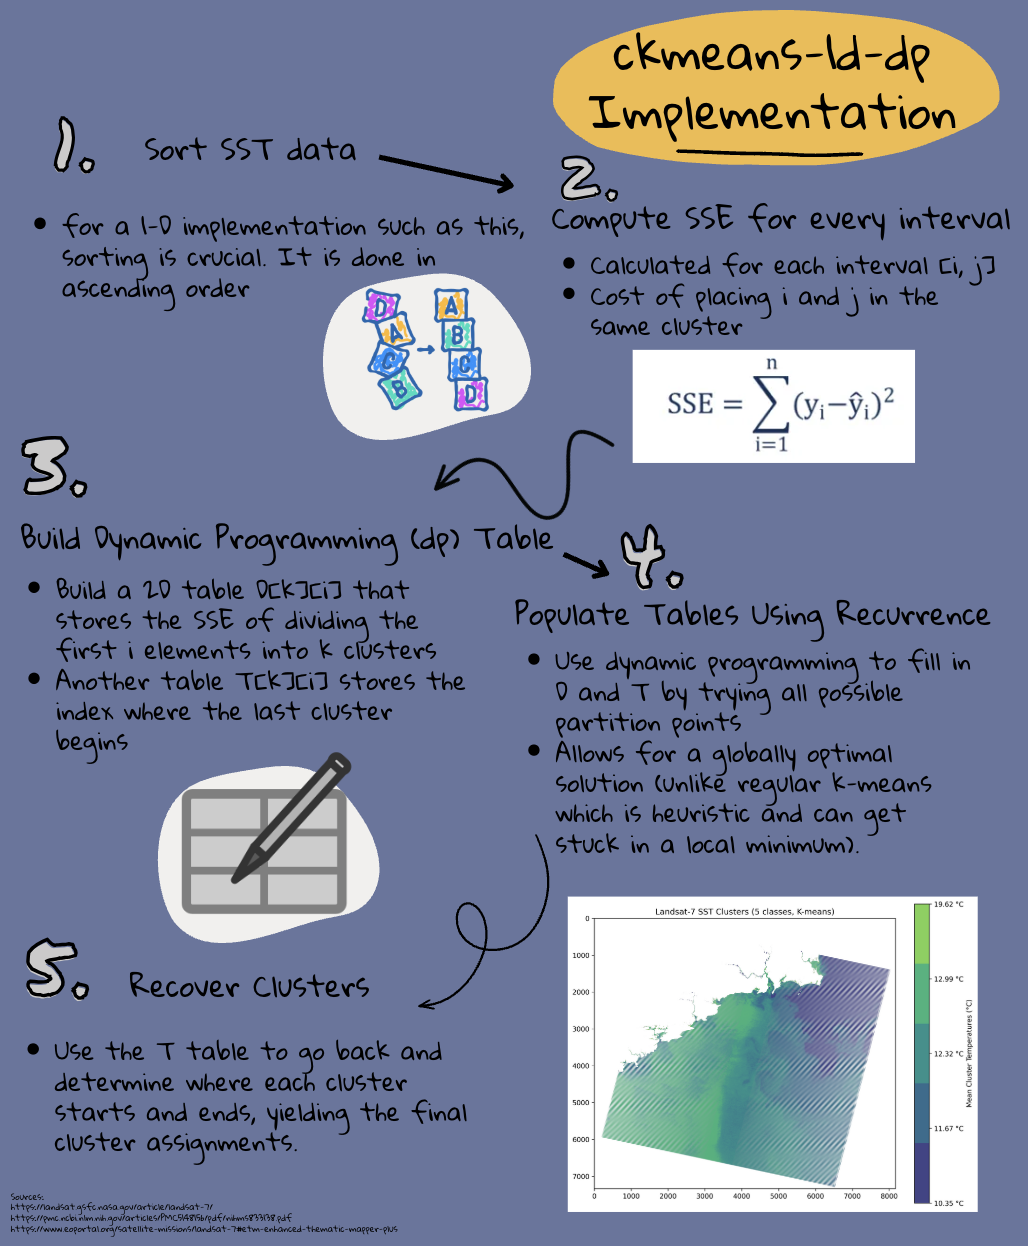 ckmeans-1d-dp
Implementation
1.
Sort SST data
for a 1-D implementation such as this,
sorting is crucial. It is done in
ascending order
D
A
C
B
A
B
C
D
2.
Compute SSE for every interval
Calculated for each interval [i, j]
Cost of placing i and j in the
same cluster
SSE = n ∑ i=1 (yᵢ−ŷᵢ)²
3.
Build Dynamic Programming (dp) Table
Build a 2D table D[k][i] that
stores the SSE of dividing the
first i elements into k clusters
Another table T[k][i] stores the
index where the last cluster
begins
4.
Populate Tables Using Recurrence
Use dynamic programming to fill in
D and T by trying all possible
partition points
Allows for a globally optimal
solution (unlike regular k-means
which is heuristic and can get
stuck in a local minimum).
5.
Recover Clusters
Use the T table to go back and
determine where each cluster
starts and ends, yielding the final
cluster assignments.
Landsat-7 SST Clusters (5 classes, K-means)
0
1000
2000
3000
4000
5000
6000
7000
0 1000 2000 3000 4000 5000 6000 7000 8000
19.62 °C
12.99 °C
12.32 °C
11.67 °C
10.35 °C
Mean Cluster Temperatures (°C)
Sources:
https://landsat.gsfc.nasa.gov/article/landsat-7/
https://pmc.ncbi.nlm.nih.gov/articles/PMC5148156/pdf/nihms833138.pdf
https://www.eoportal.org/satellite-missions/landsat-7#etm-enhanced-thematic-mapper-plus